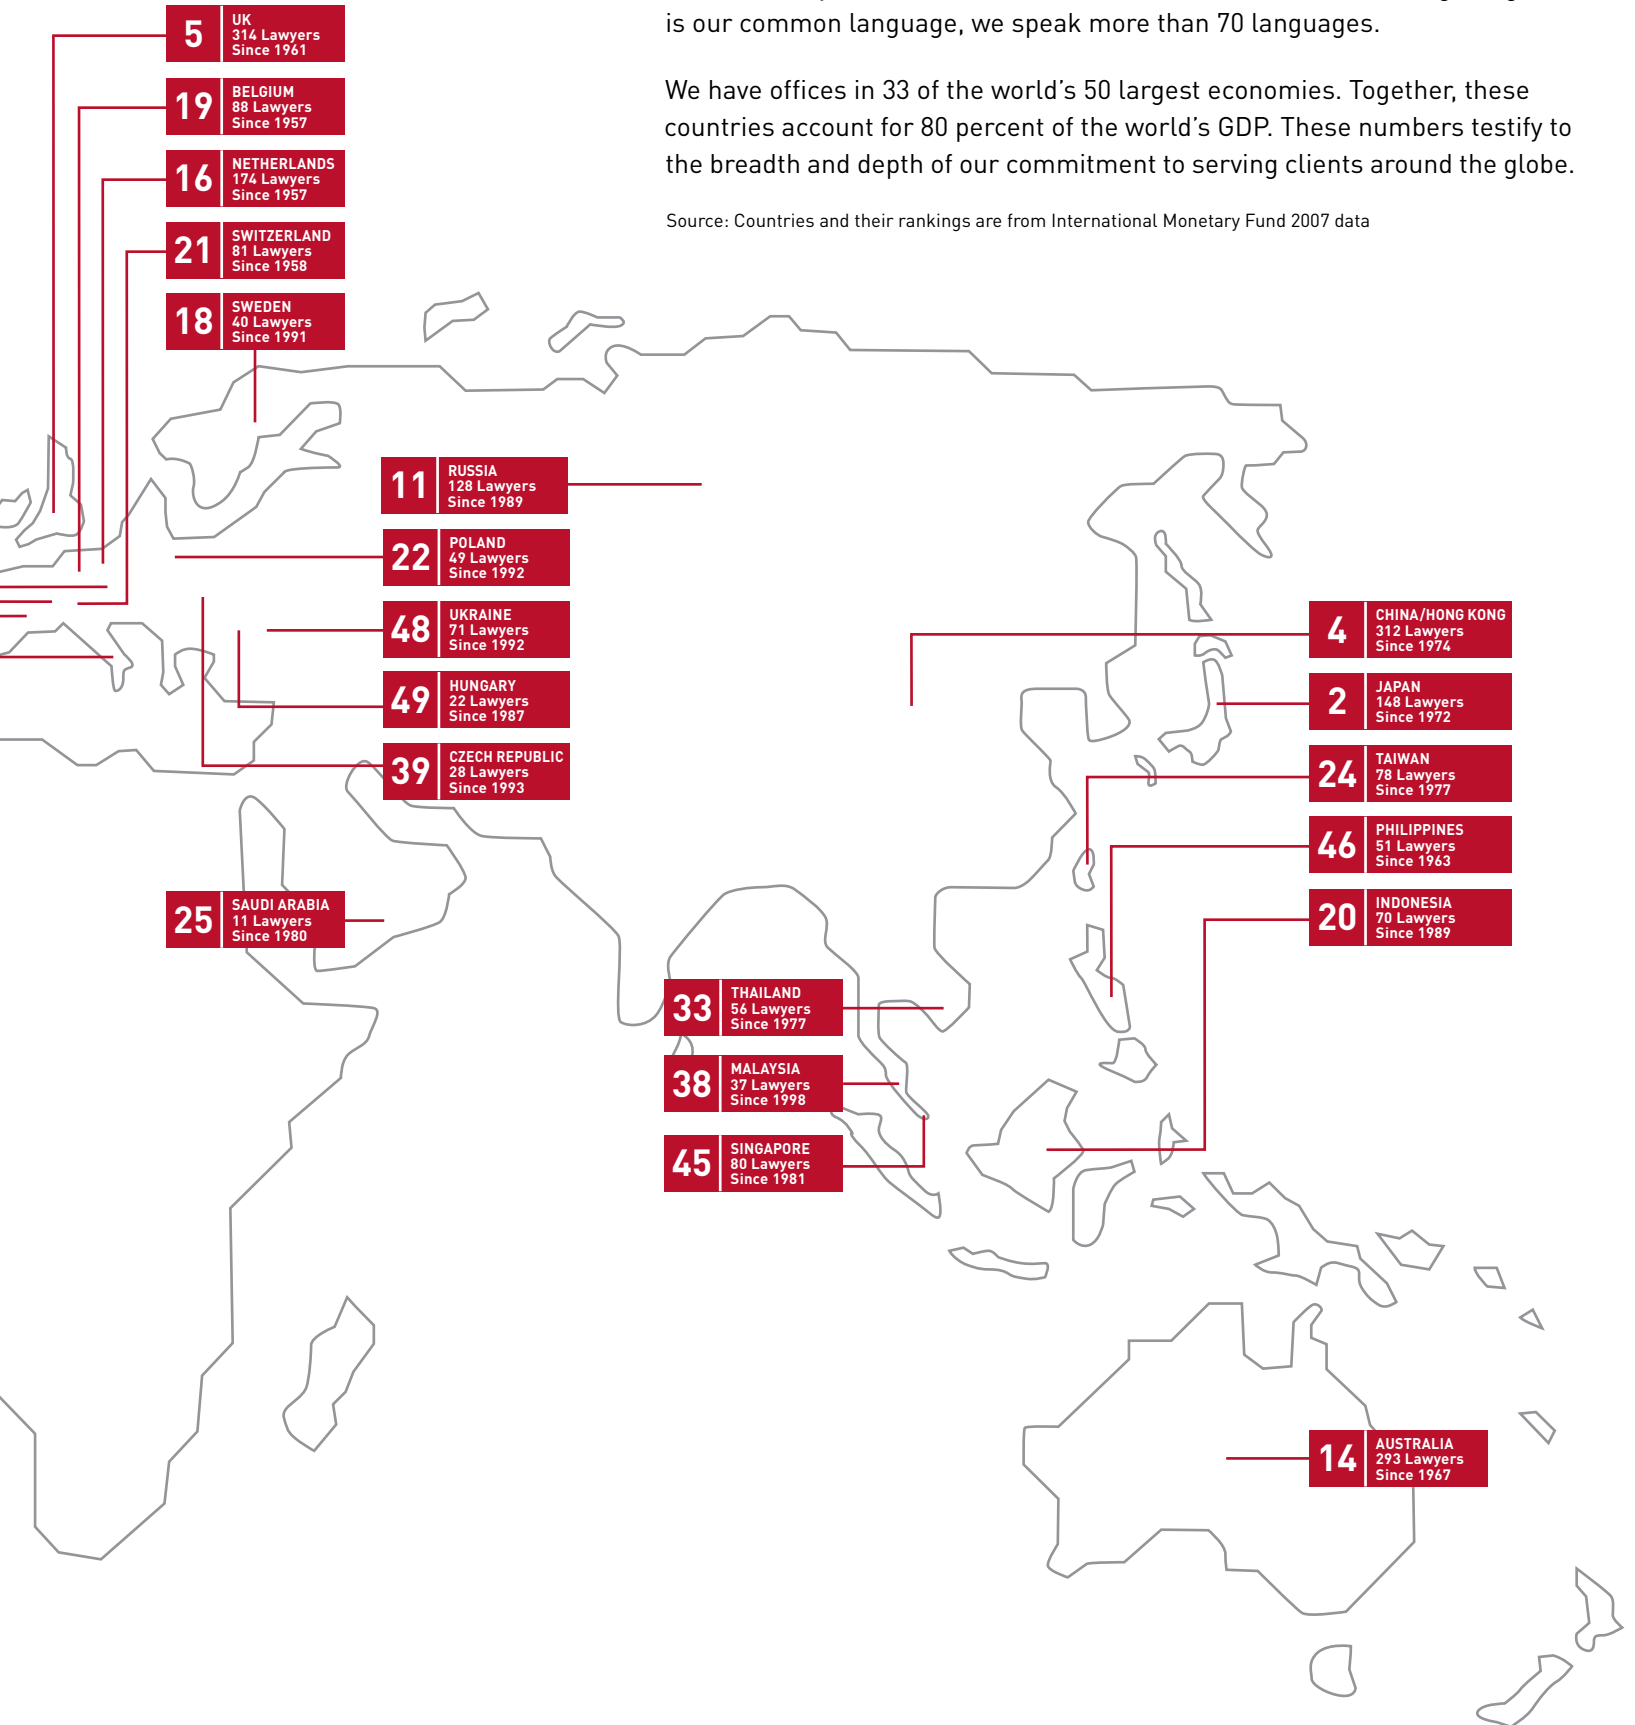 is our common language, we speak more than 70 languages.
We have offices in 33 of the world's 50 largest economies. Together, these
countries account for 80 percent of the world's GDP. These numbers testify to
the breadth and depth of our commitment to serving clients around the globe.
Source: Countries and their rankings are from International Monetary Fund 2007 data
5
UK
314 Lawyers
Since 1961
19
BELGIUM
88 Lawyers
Since 1957
16
NETHERLANDS
174 Lawyers
Since 1957
21
SWITZERLAND
81 Lawyers
Since 1958
18
SWEDEN
40 Lawyers
Since 1991
11
RUSSIA
128 Lawyers
Since 1989
22
POLAND
49 Lawyers
Since 1992
48
UKRAINE
71 Lawyers
Since 1992
49
HUNGARY
22 Lawyers
Since 1987
39
CZECH REPUBLIC
28 Lawyers
Since 1993
25
SAUDI ARABIA
11 Lawyers
Since 1980
4
CHINA/HONG KONG
312 Lawyers
Since 1974
2
JAPAN
148 Lawyers
Since 1972
24
TAIWAN
78 Lawyers
Since 1977
46
PHILIPPINES
51 Lawyers
Since 1963
20
INDONESIA
70 Lawyers
Since 1989
33
THAILAND
56 Lawyers
Since 1977
38
MALAYSIA
37 Lawyers
Since 1998
45
SINGAPORE
80 Lawyers
Since 1981
14
AUSTRALIA
293 Lawyers
Since 1967